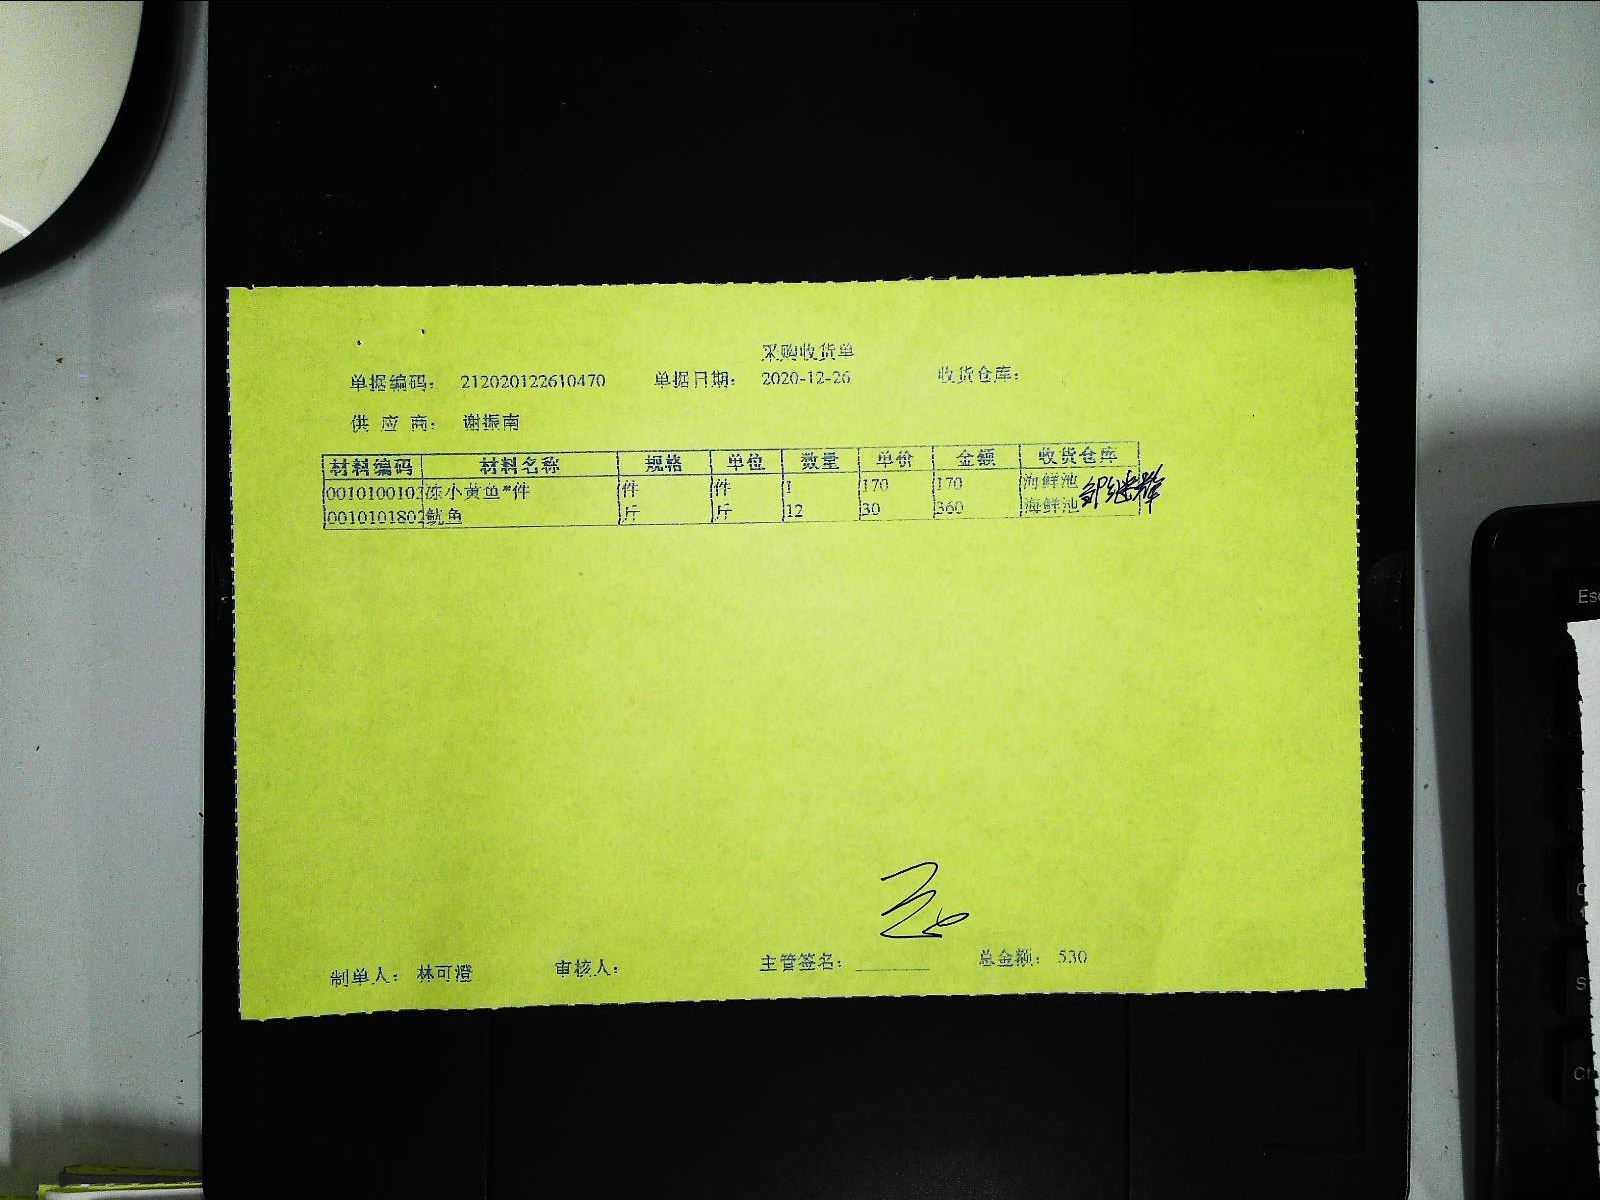 采购收货单
单据编码： 212020122610470 单据日期： 2020-12-26 收货仓库：
供 应 商： 谢振南
材料编码 材料名称 规格 单位 数量 单价 金额 收货仓库
0010100102 冻小黄鱼*件 件 件 1 170 170 海鲜池
0010101802 鱿鱼 斤 斤 12 30 360 海鲜池
制单人： 林可澄 审核人： 主管签名： 总金额： 530
Esc